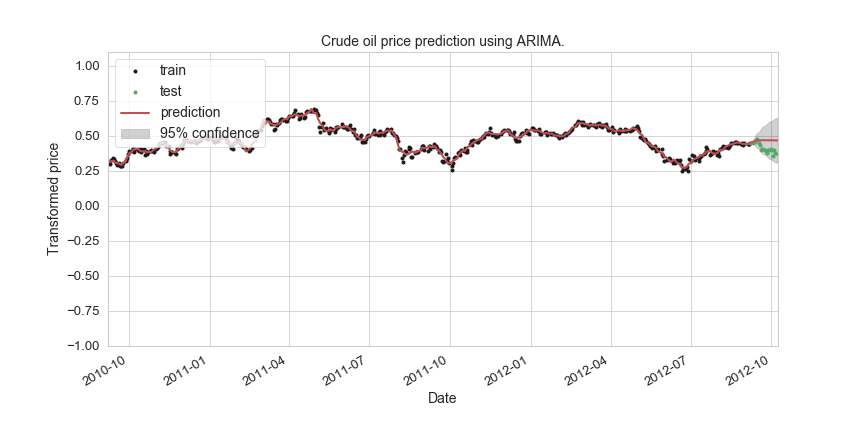 Crude oil price prediction using ARIMA.
1.00
0.75
0.50
0.25
0.00
−0.25
−0.50
−0.75
−1.00
Transformed price
train
test
prediction
95% confidence
2010-10
2011-01
2011-04
2011-07
2011-10
2012-01
2012-04
2012-07
2012-10
Date